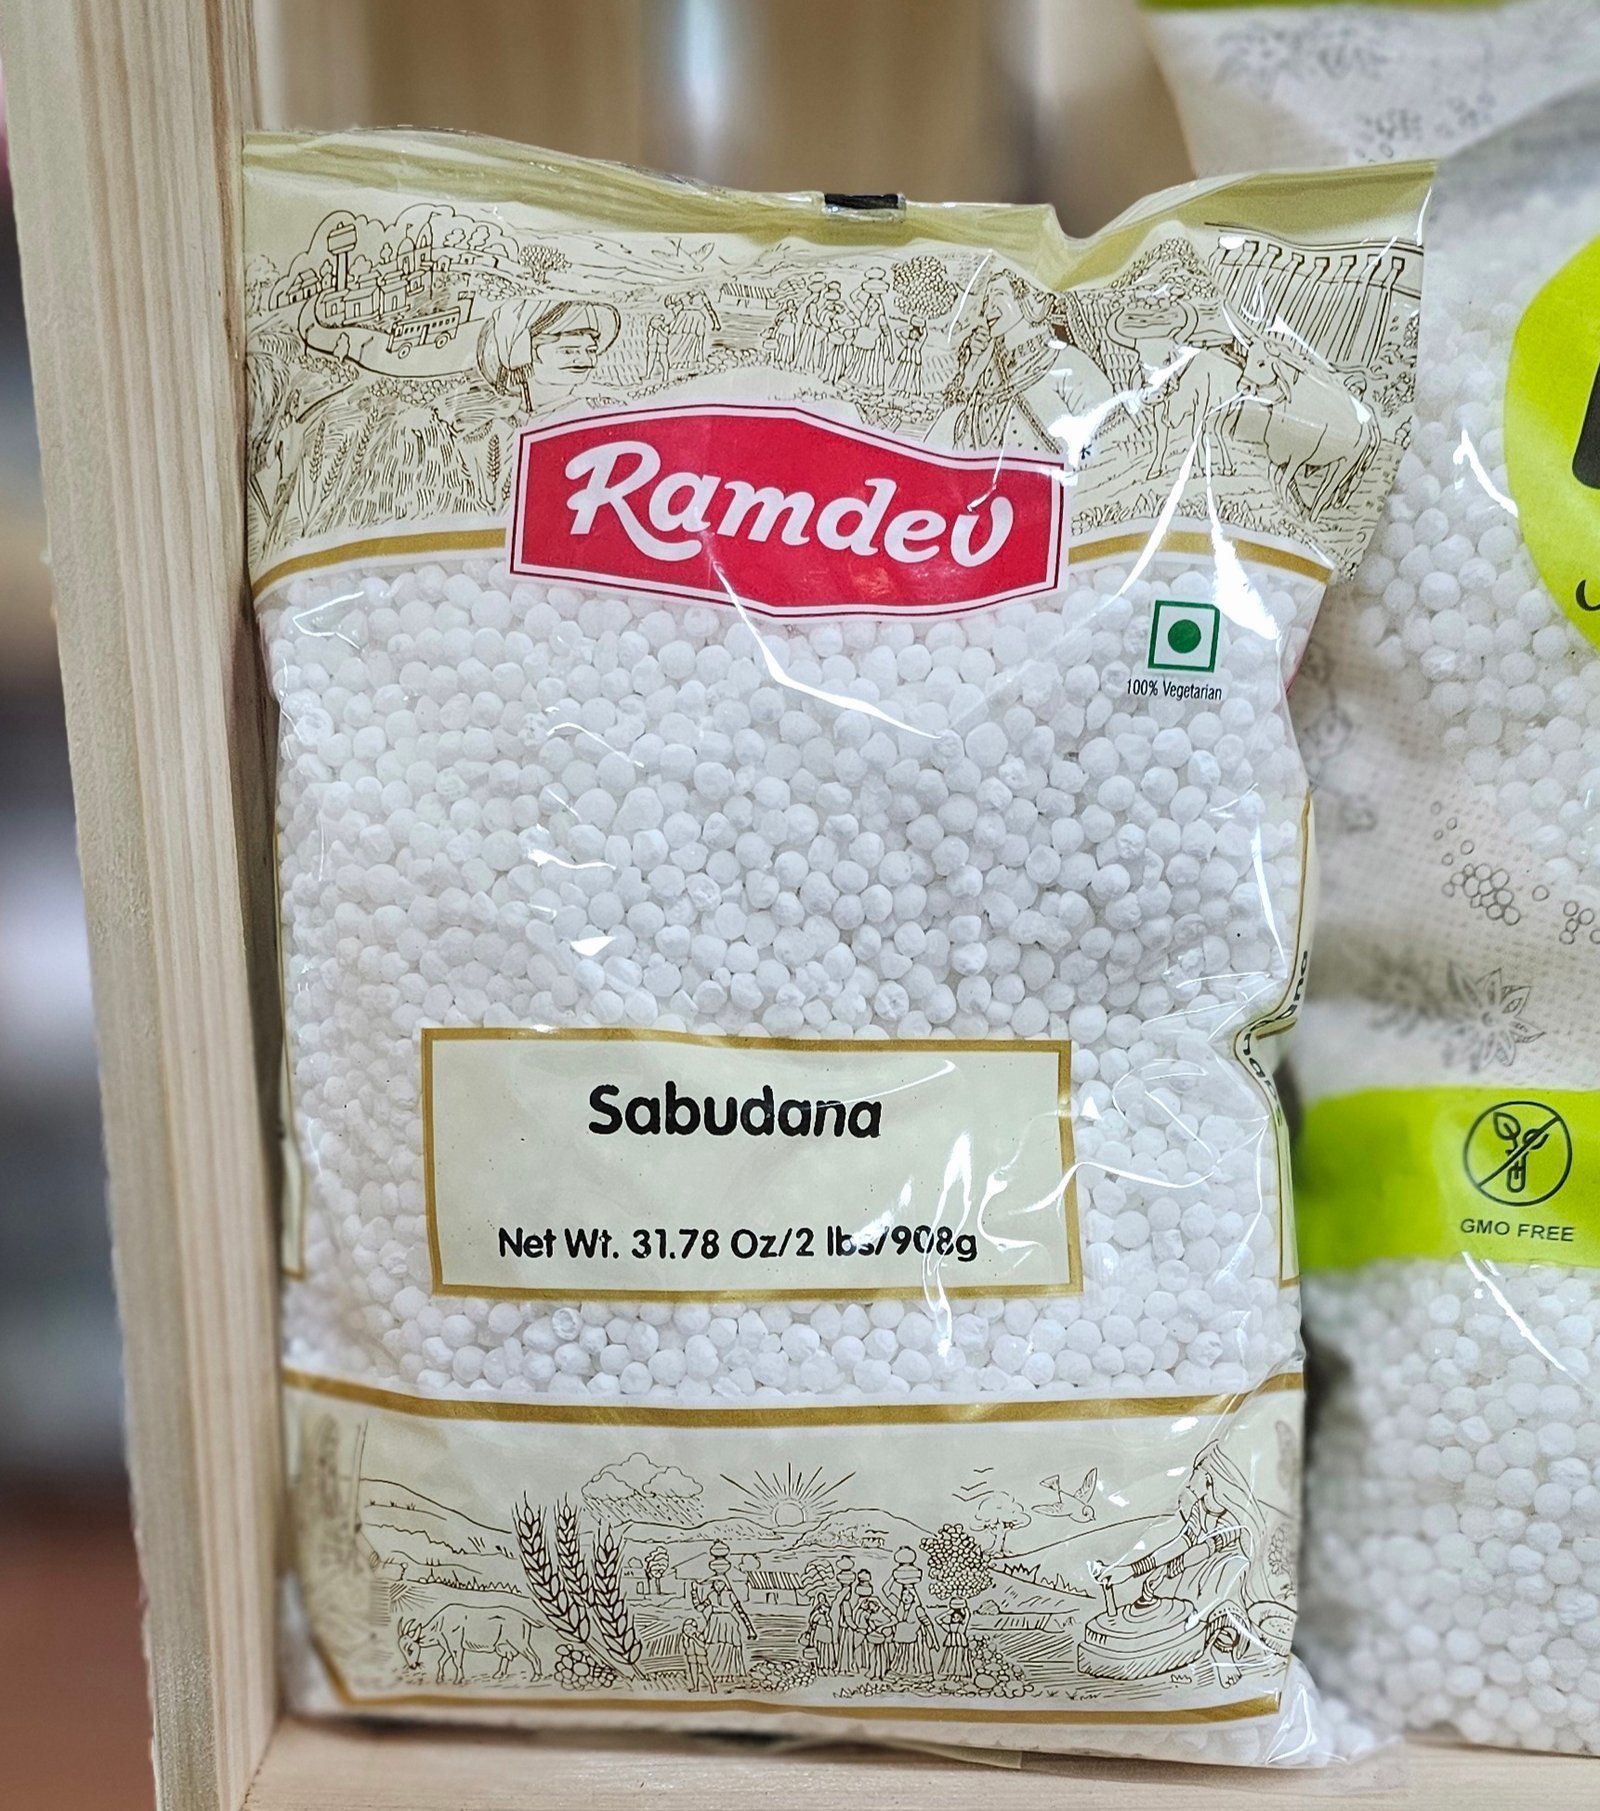 Ramdev
100% Vegetarian
Sabudana
Net Wt. 31.78 Oz/2 lbs/908g
GMO FREE